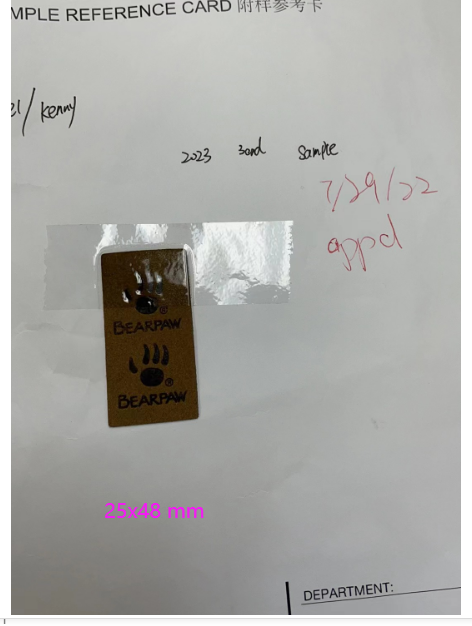 MPLE REFERENCE CARD 附样参考卡
el/kenny
2023 3ord sample
7/29/22
appd
®
BEARPAW
®
BEARPAW
25x48 mm
DEPARTMENT: